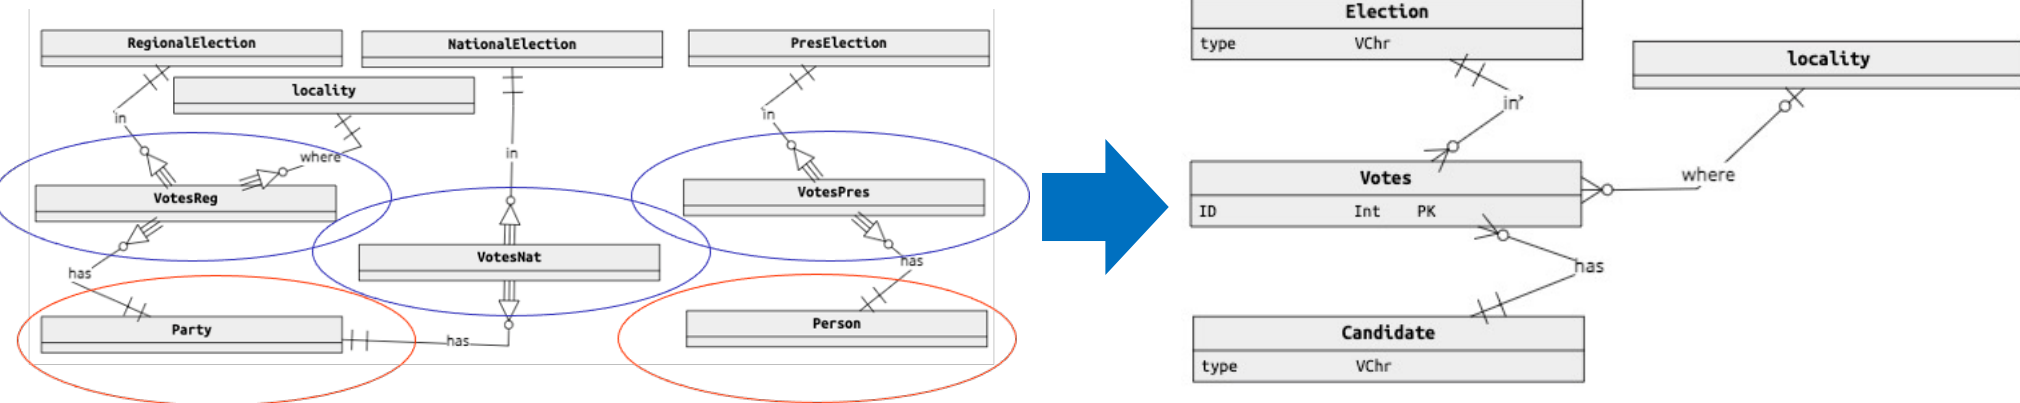 RegionalElection
NationalElection
PresElection
locality
in
in
in
where
VotesReg
VotesPres
VotesNat
has
has
has
Party
Person
Election
type VChr
locality
in
Votes
ID Int PK
where
has
Candidate
type VChr